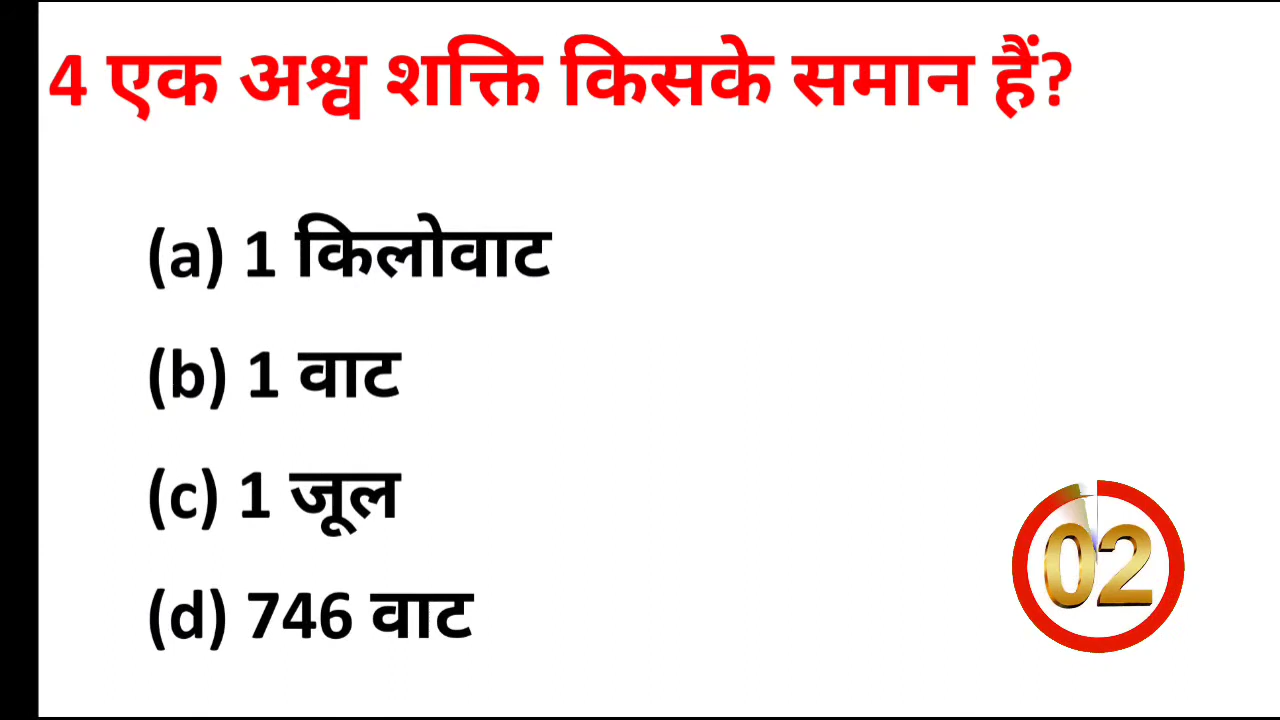 4 एक अश्व शक्ति किसके समान हैं?
(a) 1 किलोवाट
(b) 1 वाट
(c) 1 जूल
(d) 746 वाट
02